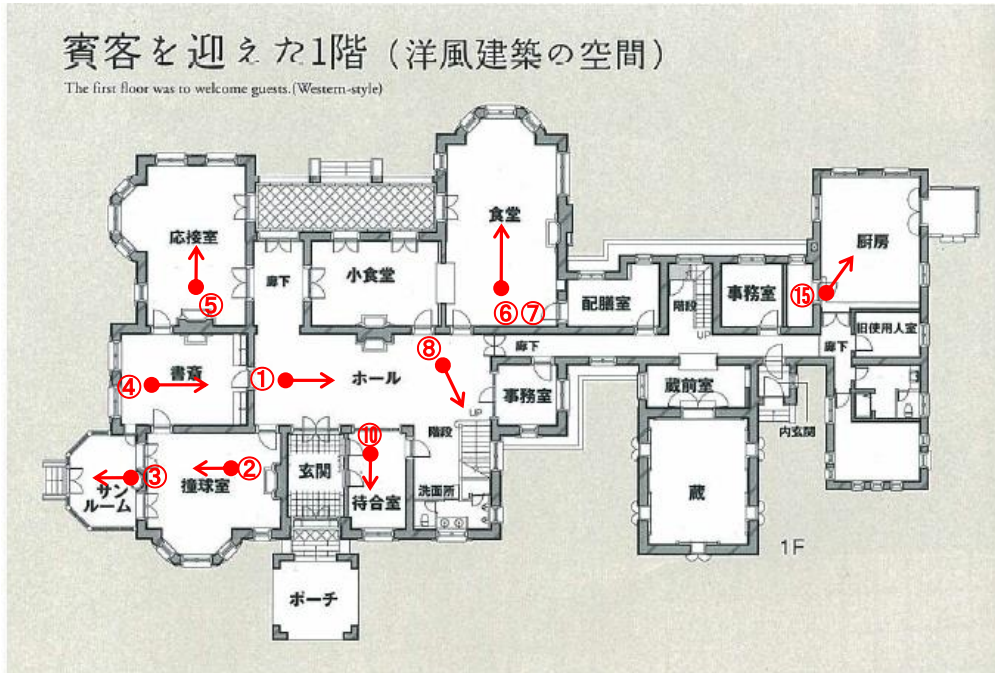 賓客を迎えた1階（洋風建築の空間）
The first floor was to welcome guests.(Western-style)
応接室
⑤
廊下
小食堂
食堂
⑥⑦
配膳室
階段
UP
事務室
⑮
厨房
旧使用人室
廊下
廊下
書斎
④
①
ホール
⑧
UP
事務室
蔵前室
内玄関
蔵
サン
ルーム
③
撞球室
②
玄関
⑩
待合室
階段
洗面所
ポーチ
1F